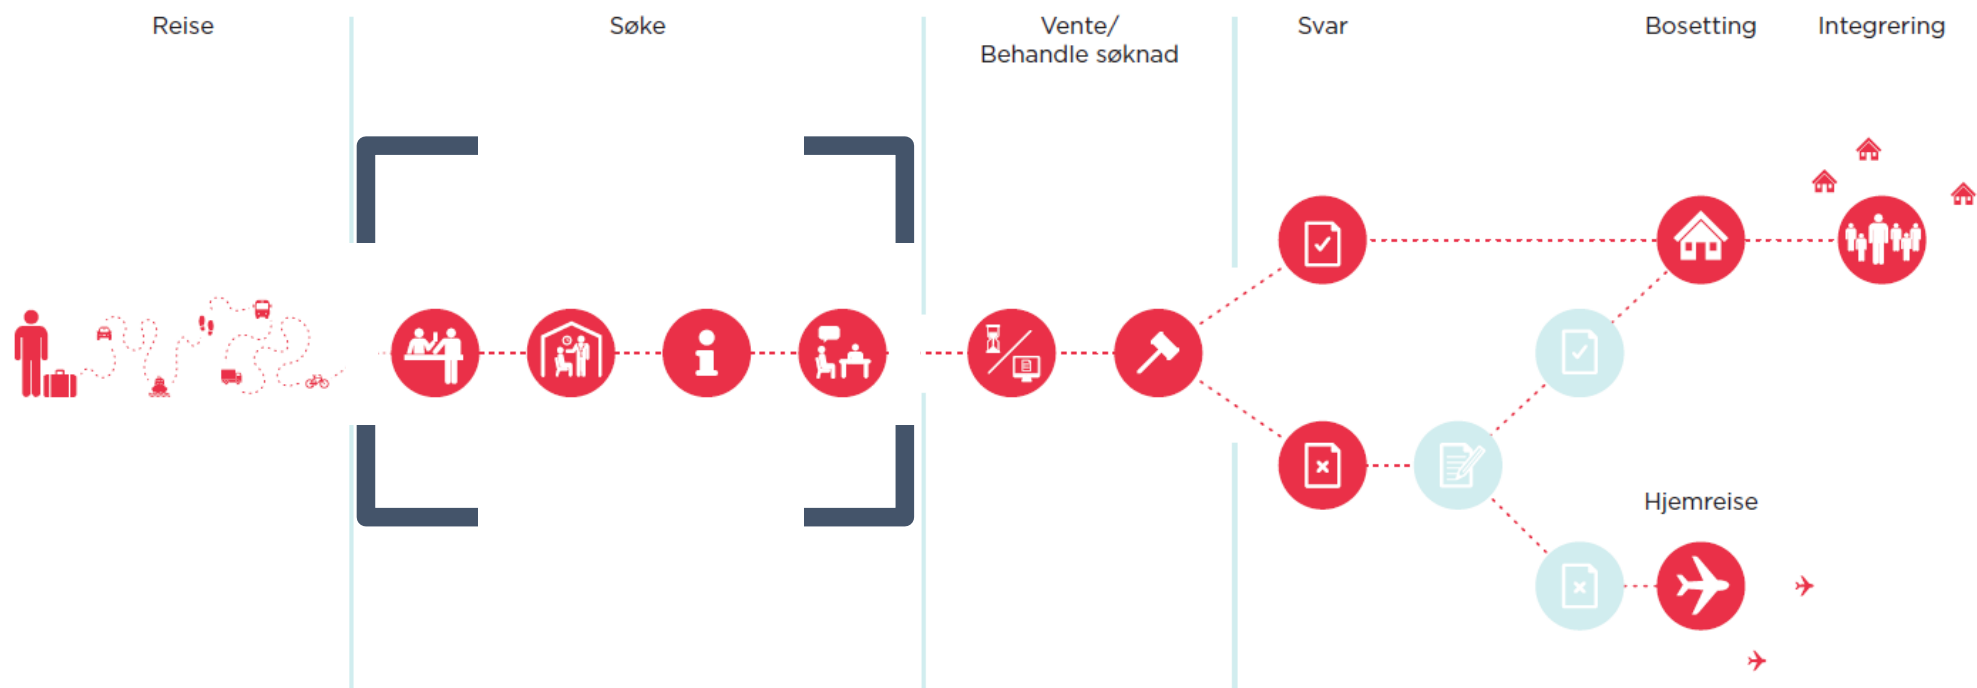 Reise
Søke
Vente/
Behandle søknad
Svar
Bosetting
Integrering
Hjemreise